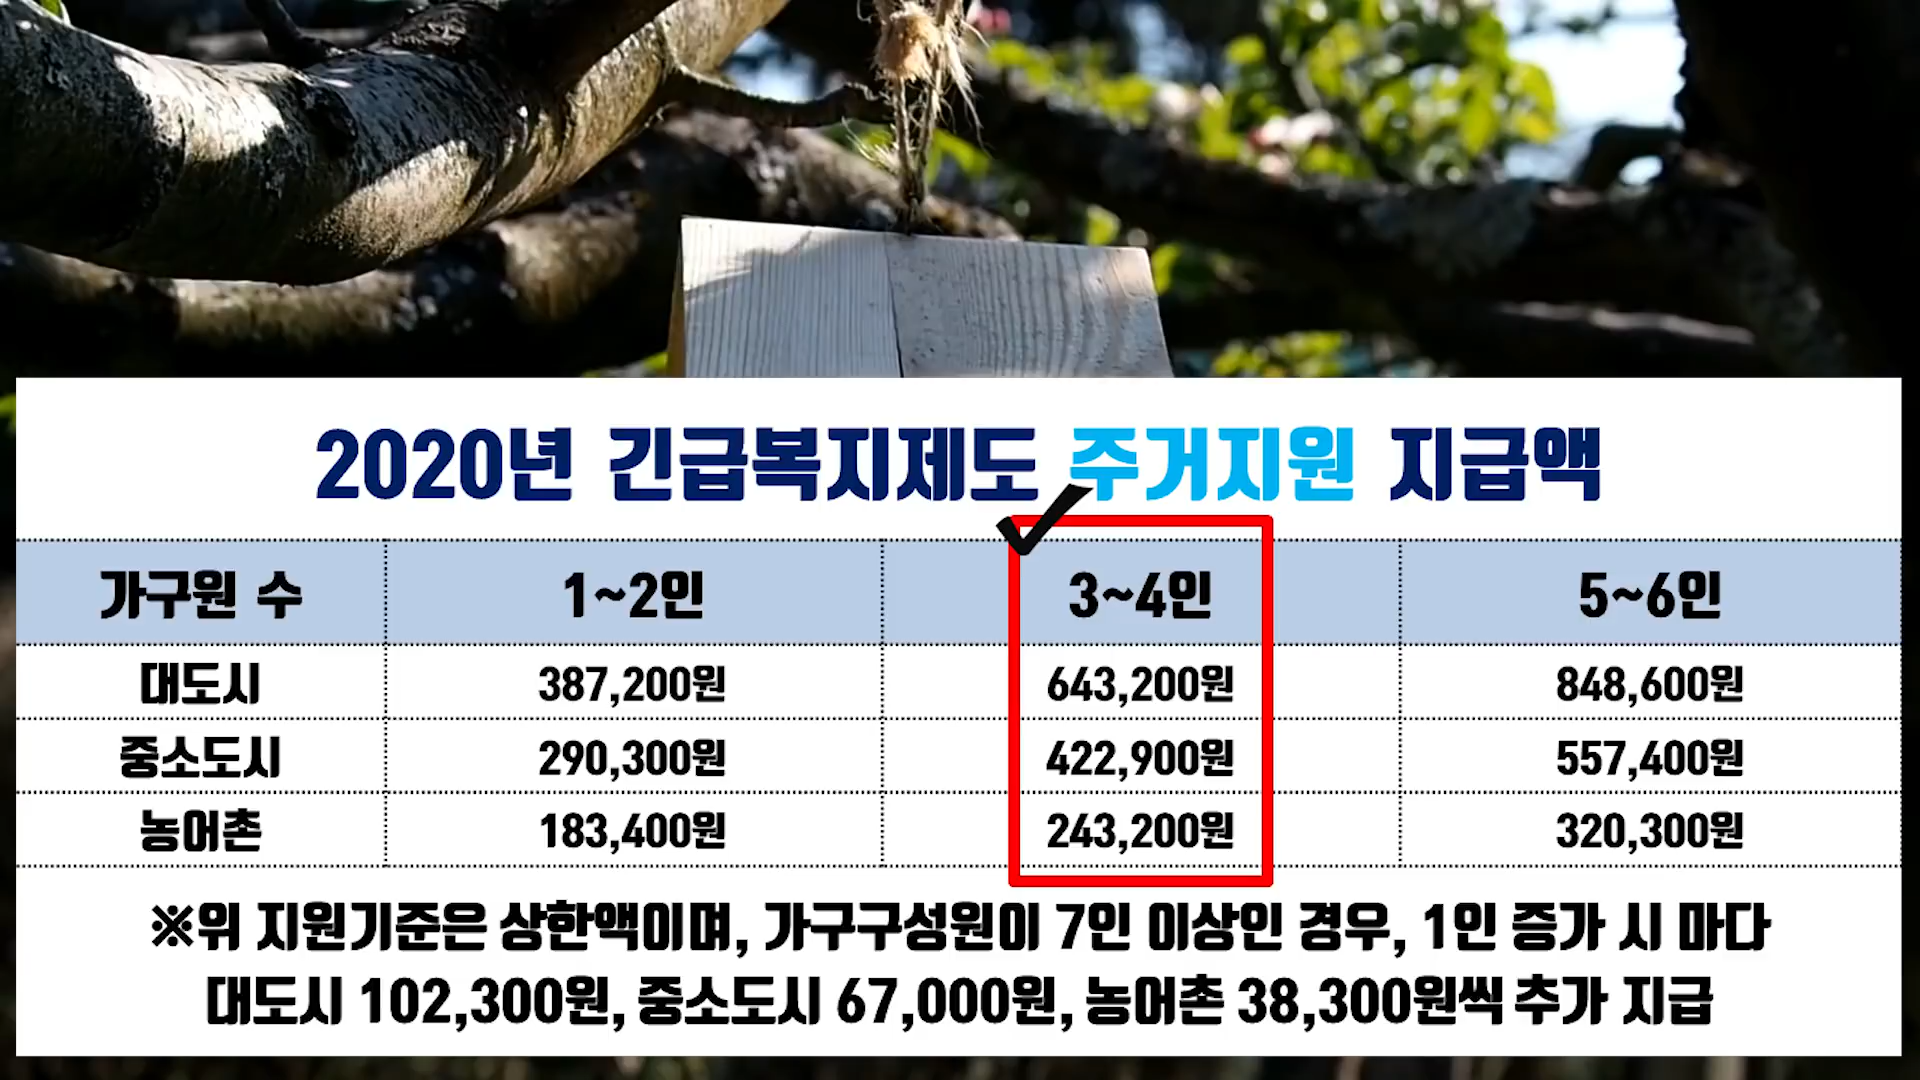 2020년 긴급복지제도 주거지원 지급액
가구원 수 1~2인 3~4인 5~6인
대도시 387,200원 643,200원 848,600원
중소도시 290,300원 422,900원 557,400원
농어촌 183,400원 243,200원 320,300원
※위 지원기준은 상한액이며, 가구구성원이 7인 이상인 경우, 1인 증가 시 마다
대도시 102,300원, 중소도시 67,000원, 농어촌 38,300원씩 추가 지급